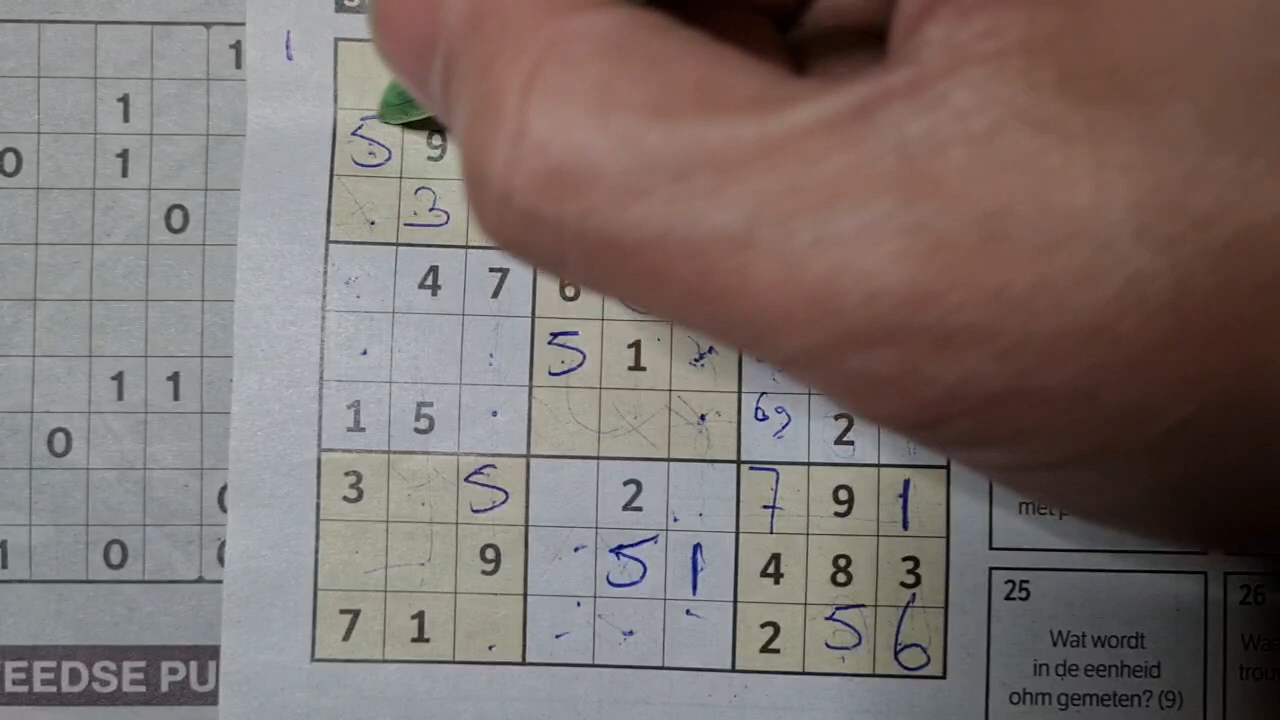 1
1
0 1
0
1 1
0
1 0
EEDSE PU
1
5 9
3
4 7 6
5 1
1 5 69 2
3 5 2 7 9 1
9 5 1 4 8 3
7 1 2 5 6
25
Wat wordt
in de eenheid
ohm gemeten? (9)
26